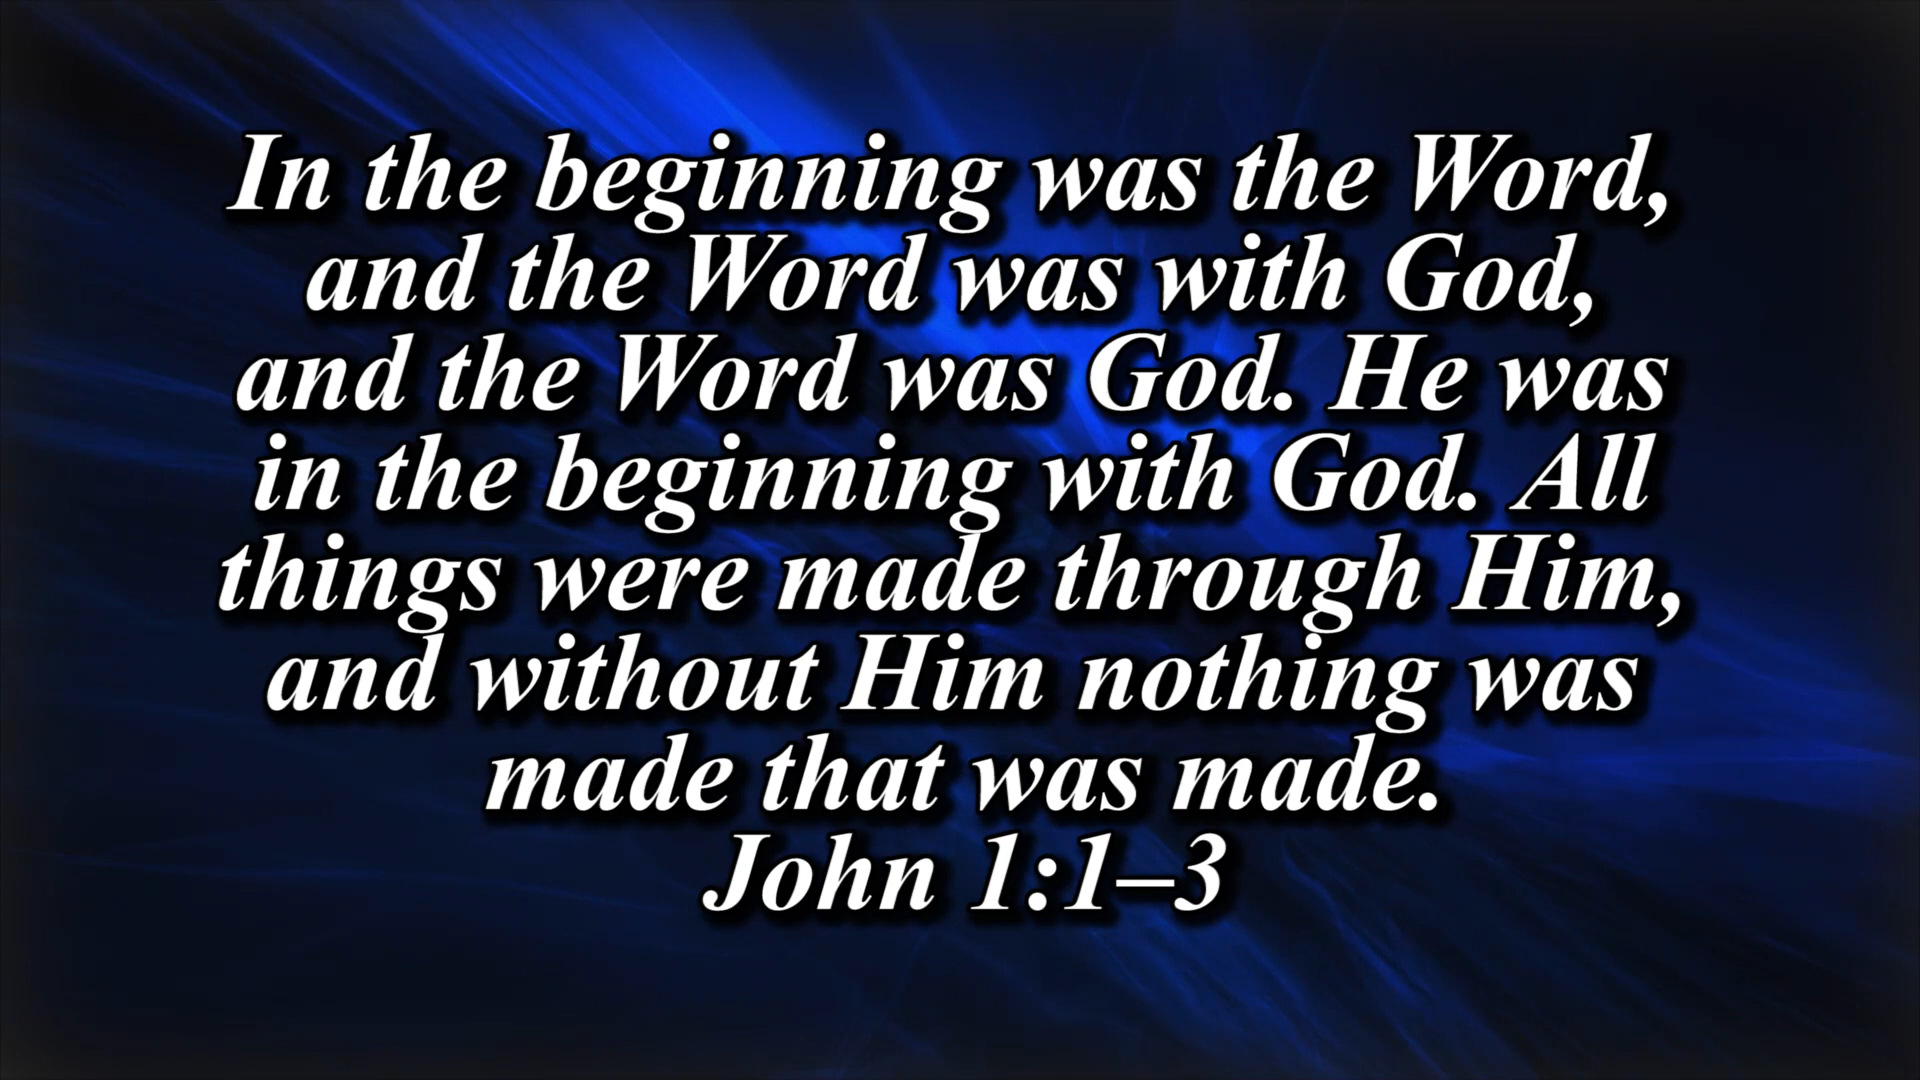 In the beginning was the Word,
and the Word was with God,
and the Word was God. He was
in the beginning with God. All
things were made through Him,
and without Him nothing was
made that was made.
John 1:1–3